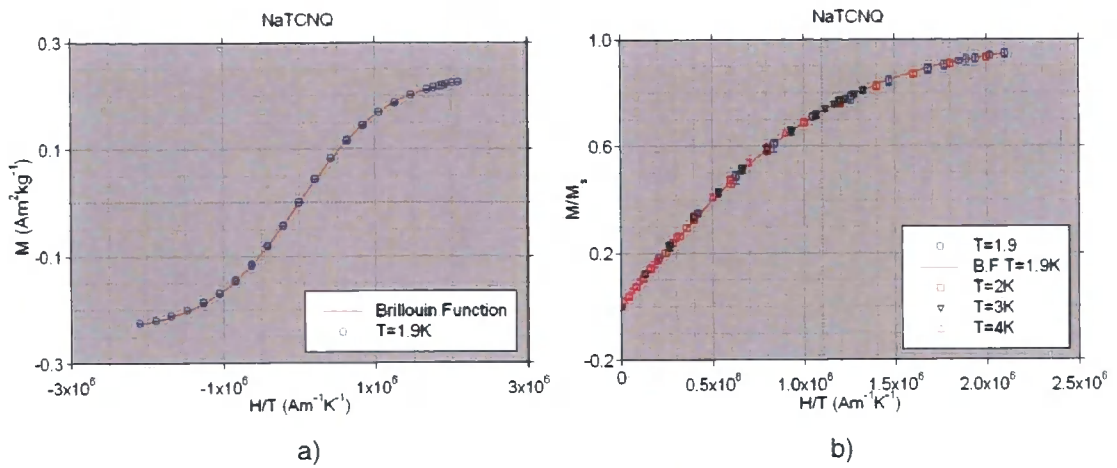 NaTCNQ
0.3
0.1
-0.1
-0.3
M (Am²kg⁻¹)
-3x10⁶
-1x10⁶
1x10⁶
3x10⁶
H/T (Am⁻¹K⁻¹)
Brillouin Function
T=1.9K
a)
NaTCNQ
1.0
0.6
0.2
-0.2
M/Mₛ
0
0.5x10⁶
1.0x10⁶
1.5x10⁶
2.0x10⁶
2.5x10⁶
H/T (Am⁻¹K⁻¹)
T=1.9
B.F T=1.9K
T=2K
T=3K
T=4K
b)